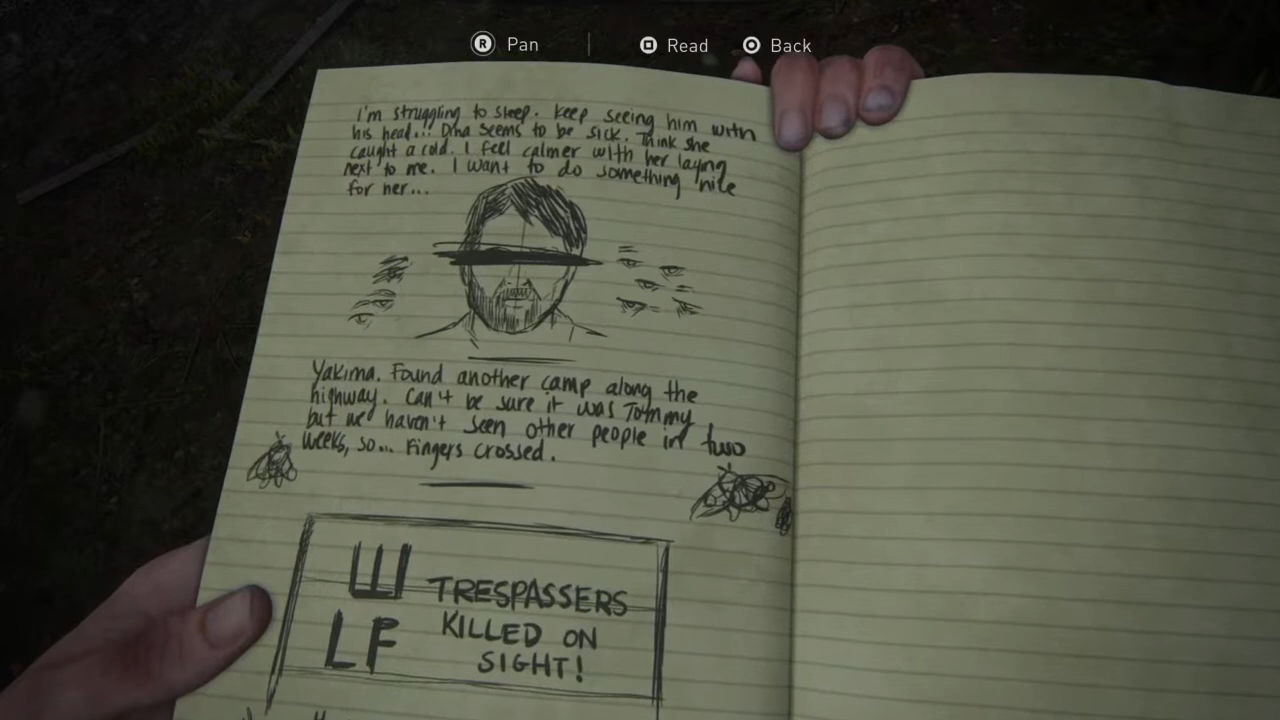 R Pan | Read Back
I'm struggling to sleep. Keep seeing him with
his head... Dina seems to be sick. Think she
caught a cold. I feel calmer with her laying
next to me. I want to do something nice
for her...
Yakima. Found another camp along the
highway. Can't be sure it was Tommy
but we haven't seen other people in two
weeks, so... Fingers crossed.
W
LF
TRESPASSERS
KILLED ON
SIGHT!